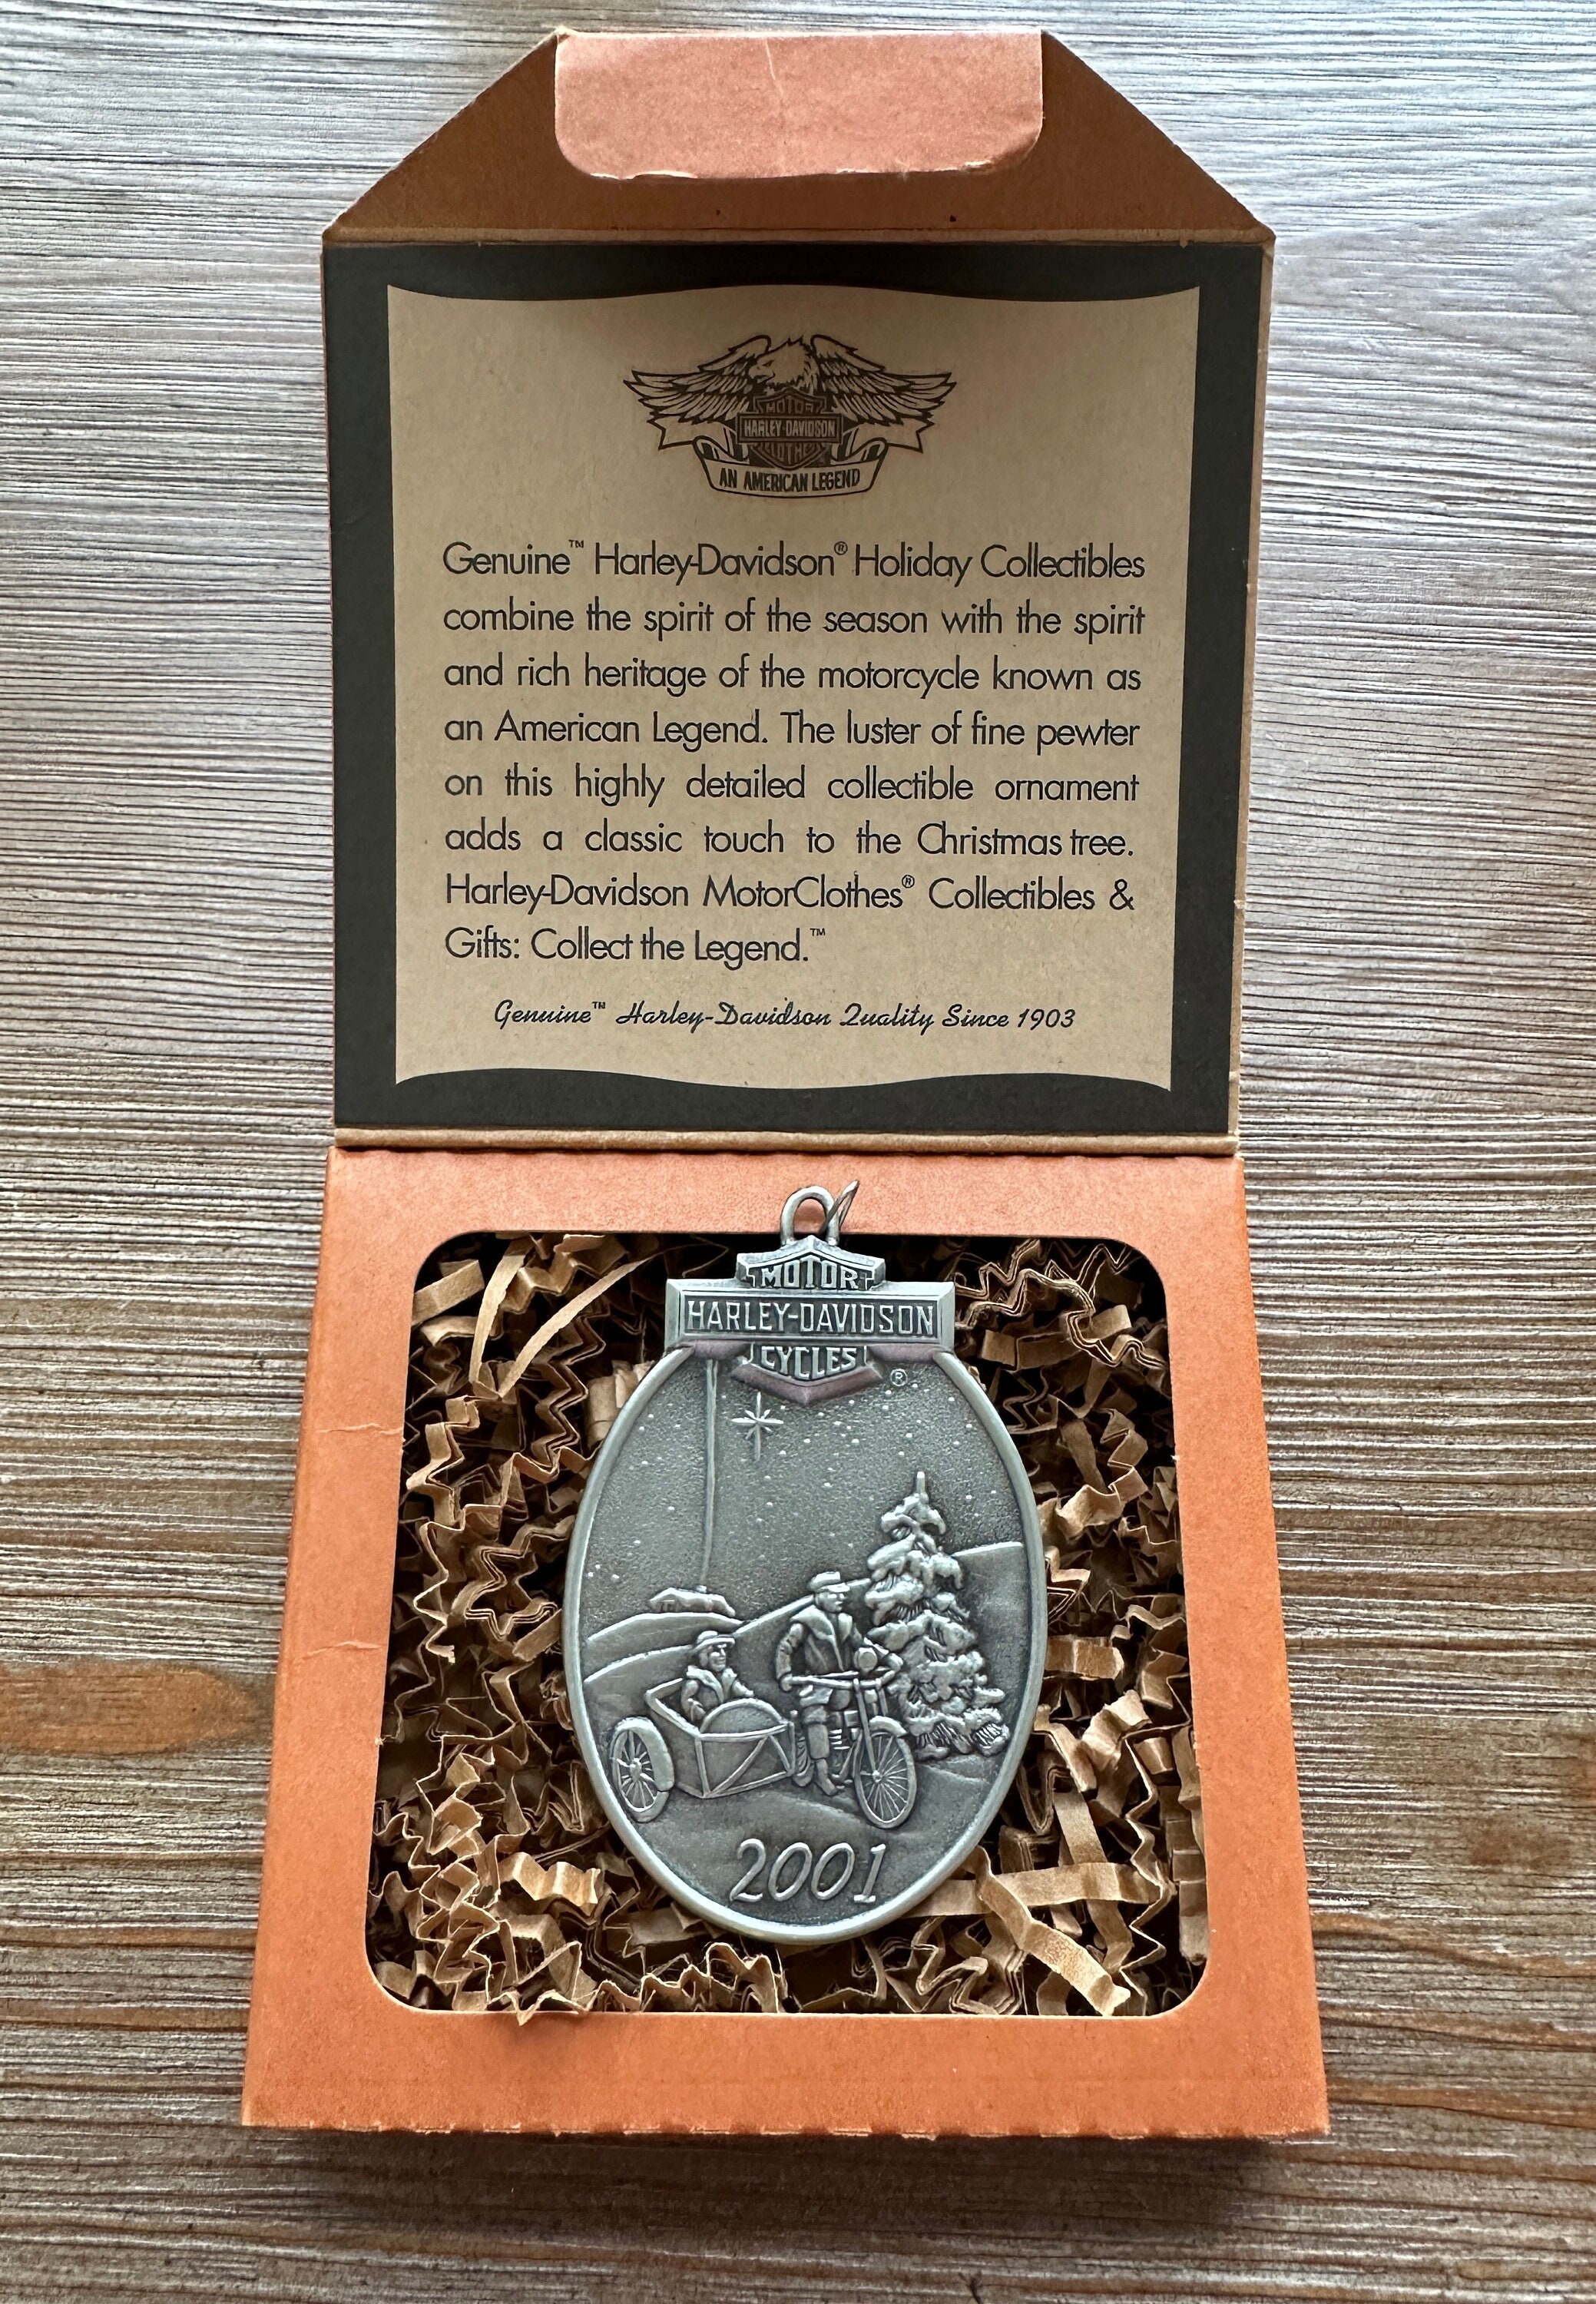 MOTOR
HARLEY-DAVIDSON
CLOTHES
AN AMERICAN LEGEND
Genuine™ Harley-Davidson® Holiday Collectibles
combine the spirit of the season with the spirit
and rich heritage of the motorcycle known as
an American Legend. The luster of fine pewter
on this highly detailed collectible ornament
adds a classic touch to the Christmas tree.
Harley-Davidson MotorClothes® Collectibles &
Gifts: Collect the Legend.™
Genuine™ Harley-Davidson Quality Since 1903
MOTOR
HARLEY-DAVIDSON
CYCLES
®
2001